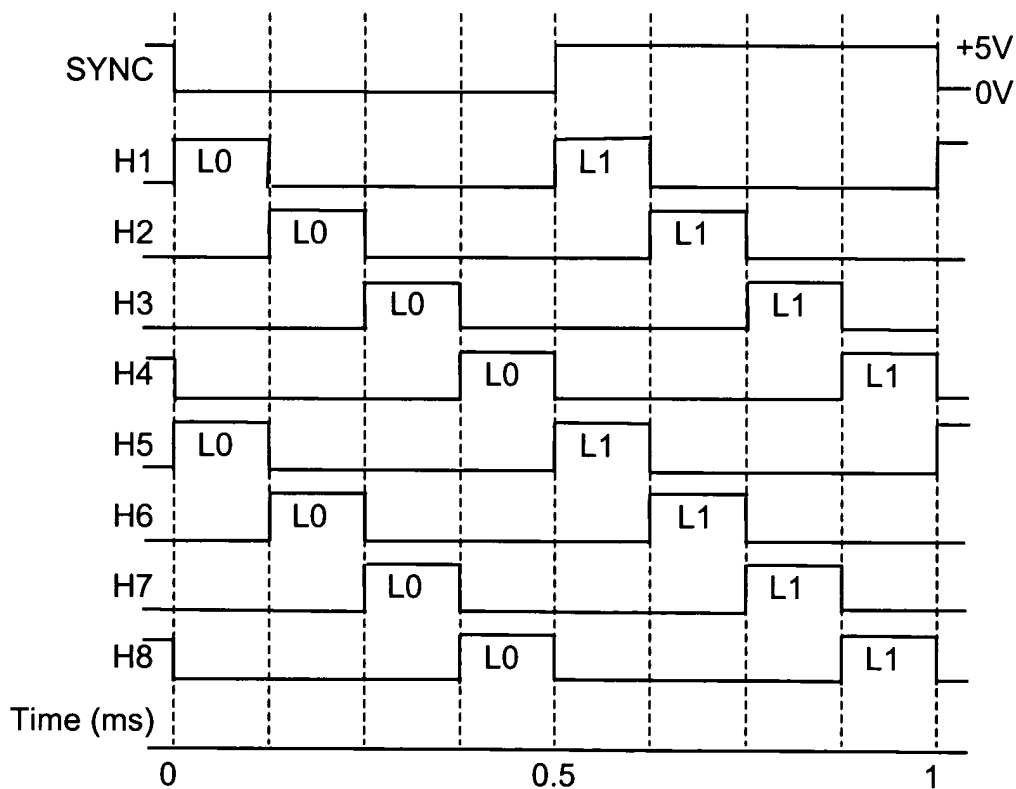 SYNC +5V
0V
H1 L0 L1
H2 L0 L1
H3 L0 L1
H4 L0 L1
H5 L0 L1
H6 L0 L1
H7 L0 L1
H8 L0 L1
Time (ms)
0 0.5 1